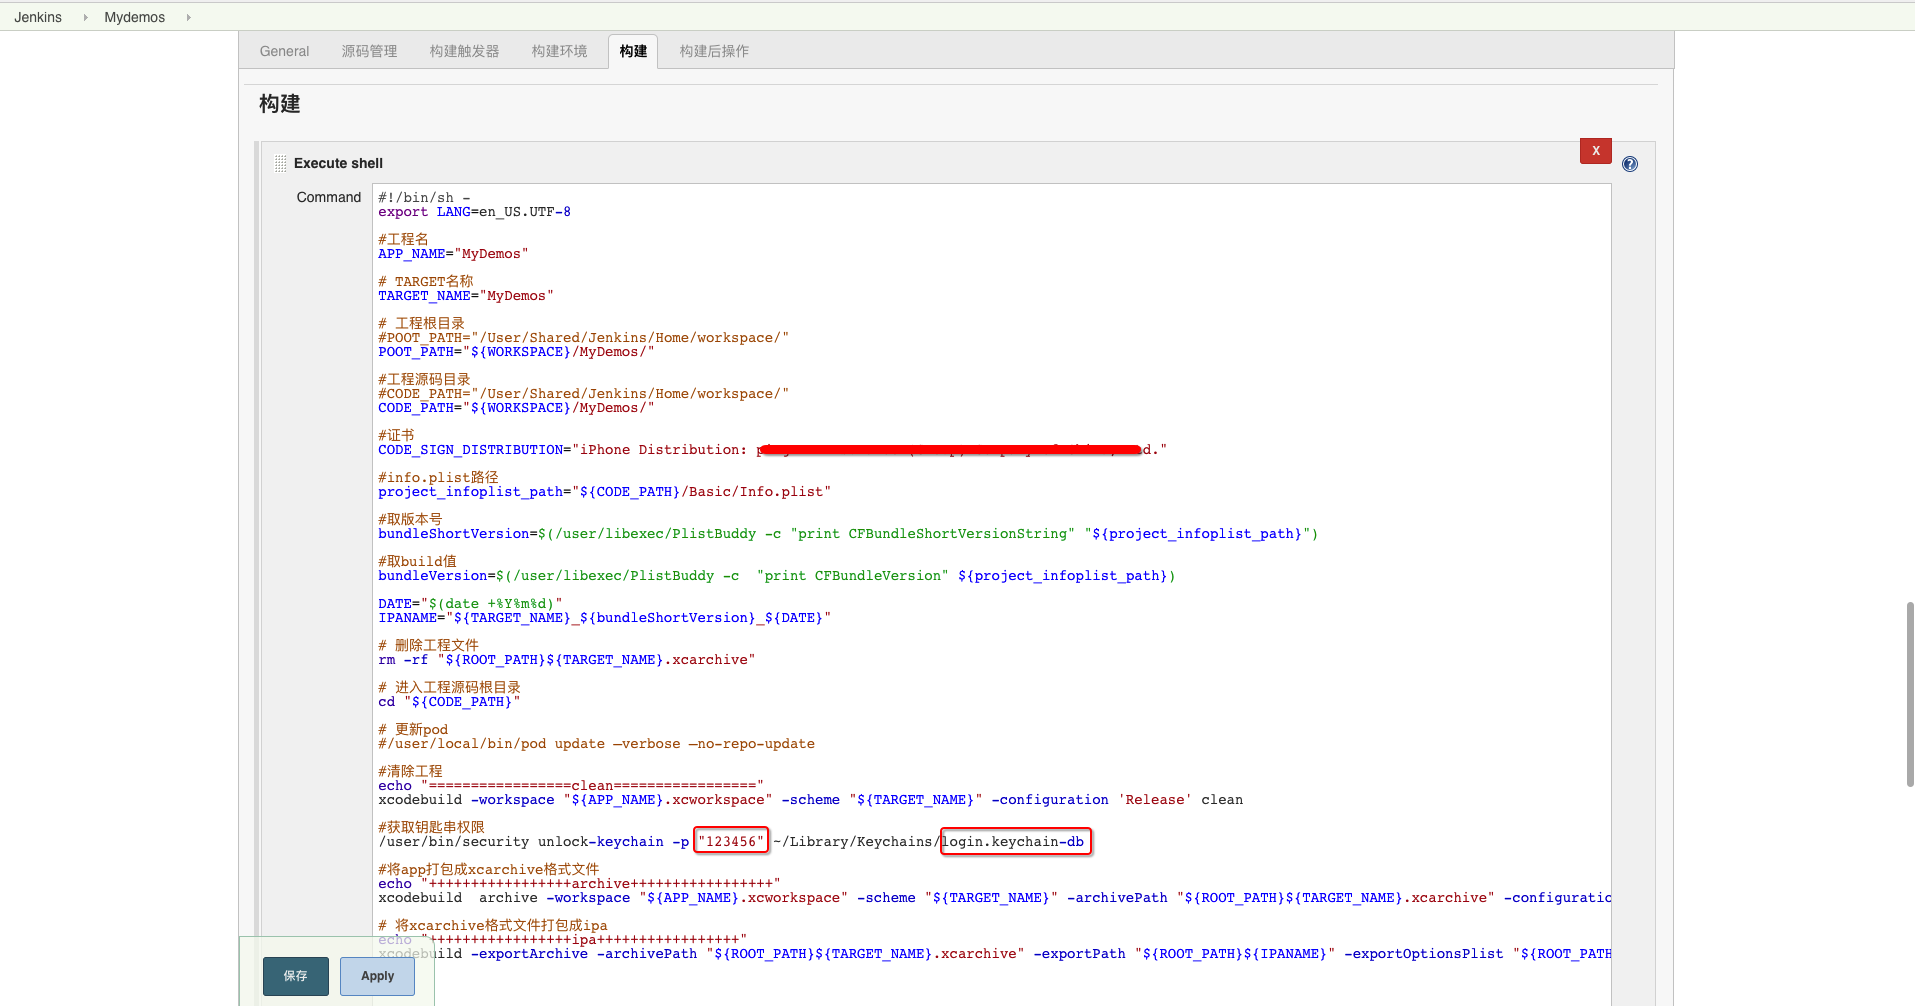 Jenkins Mydemos
General 源码管理 构建触发器 构建环境 构建 构建后操作
构建
X
Execute shell
Command
#!/bin/sh -
export LANG=en_US.UTF-8
#工程名
APP_NAME="MyDemos"
# TARGET名称
TARGET_NAME="MyDemos"
# 工程根目录
#POOT_PATH="/User/Shared/Jenkins/Home/workspace/"
POOT_PATH="${WORKSPACE}/MyDemos/"
#工程源码目录
#CODE_PATH="/User/Shared/Jenkins/Home/workspace/"
CODE_PATH="${WORKSPACE}/MyDemos/"
#证书
CODE_SIGN_DISTRIBUTION="iPhone Distribution: d."
#info.plist路径
project_infoplist_path="${CODE_PATH}/Basic/Info.plist"
#取版本号
bundleShortVersion=$(/user/libexec/PlistBuddy -c "print CFBundleShortVersionString" "${project_infoplist_path}")
#取build值
bundleVersion=$(/user/libexec/PlistBuddy -c  "print CFBundleVersion" ${project_infoplist_path})
DATE="$(date +%Y%m%d)"
IPANAME="${TARGET_NAME}_${bundleShortVersion}_${DATE}"
# 删除工程文件
rm -rf "${ROOT_PATH}${TARGET_NAME}.xcarchive"
# 进入工程源码根目录
cd "${CODE_PATH}"
# 更新pod
#/user/local/bin/pod update —verbose —no-repo-update
#清除工程
echo "=================clean================="
xcodebuild -workspace "${APP_NAME}.xcworkspace" -scheme "${TARGET_NAME}" -configuration 'Release' clean
#获取钥匙串权限
/user/bin/security unlock-keychain -p "123456" ~/Library/Keychains/login.keychain-db
#将app打包成xcarchive格式文件
echo "+++++++++++++++++archive+++++++++++++++++"
xcodebuild  archive -workspace "${APP_NAME}.xcworkspace" -scheme "${TARGET_NAME}" -archivePath "${ROOT_PATH}${TARGET_NAME}.xcarchive" -configuratio
# 将xcarchive格式文件打包成ipa
echo "+++++++++++++++++ipa+++++++++++++++++"
xcodebuild -exportArchive -archivePath "${ROOT_PATH}${TARGET_NAME}.xcarchive" -exportPath "${ROOT_PATH}${IPANAME}" -exportOptionsPlist "${ROOT_PATH
保存 Apply